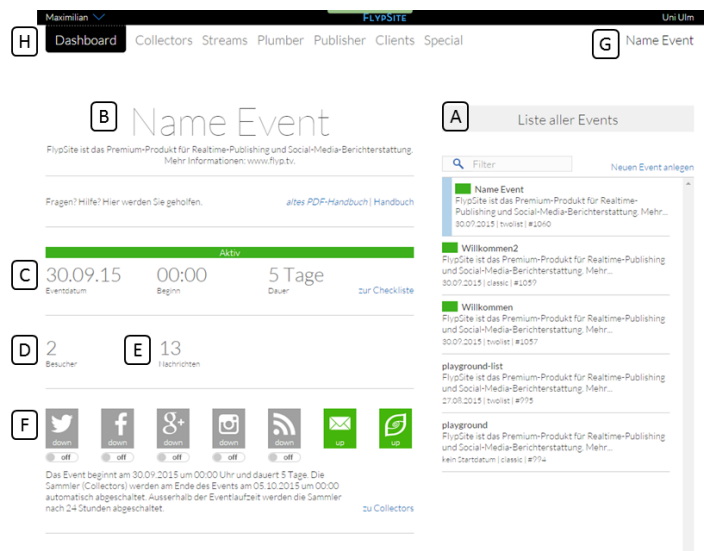 Maximilian
FLYPSITE
Uni Ulm
H
Dashboard
Collectors
Streams
Plumber
Publisher
Clients
Special
G
Name Event
B
Name Event
FlypSite ist das Premium-Produkt für Realtime-Publishing und Social-Media-Berichterstattung.
Mehr Informationen: www.flyp.tv.
Fragen? Hilfe? Hier werden Sie geholfen.
altes PDF-Handbuch | Handbuch
Aktiv
C
30.09.15
Eventdatum
00:00
Beginn
5 Tage
Dauer
zur Checkliste
D
2
Besucher
E
13
Nachrichten
F
down
down
down
down
down
up
up
off
off
off
off
off
Das Event beginnt am 30.09.2015 um 00:00 Uhr und dauert 5 Tage. Die
Sammler (Collectors) werden am Ende des Events am 05.10.2015 um 00:00
automatisch abgeschaltet. Ausserhalb der Eventlaufzeit werden die Sammler
nach 24 Stunden abgeschaltet.
zu Collectors
A
Liste aller Events
Filter
Neuen Event anlegen
Name Event
FlypSite ist das Premium-Produkt für Realtime-
Publishing und Social-Media-Berichterstattung. Mehr...
30.09.2015 | twolist | #1060
Willkommen2
FlypSite ist das Premium-Produkt für Realtime-Publishing
und Social-Media-Berichterstattung. Mehr...
30.09.2015 | classic | #1059
Willkommen
FlypSite ist das Premium-Produkt für Realtime-Publishing
und Social-Media-Berichterstattung. Mehr...
30.09.2015 | twolist | #1057
playground-list
FlypSite ist das Premium-Produkt für Realtime-Publishing
und Social-Media-Berichterstattung. Mehr...
27.08.2015 | twolist | #995
playground
FlypSite ist das Premium-Produkt für Realtime-Publishing
und Social-Media-Berichterstattung. Mehr...
kein Startdatum | classic | #994